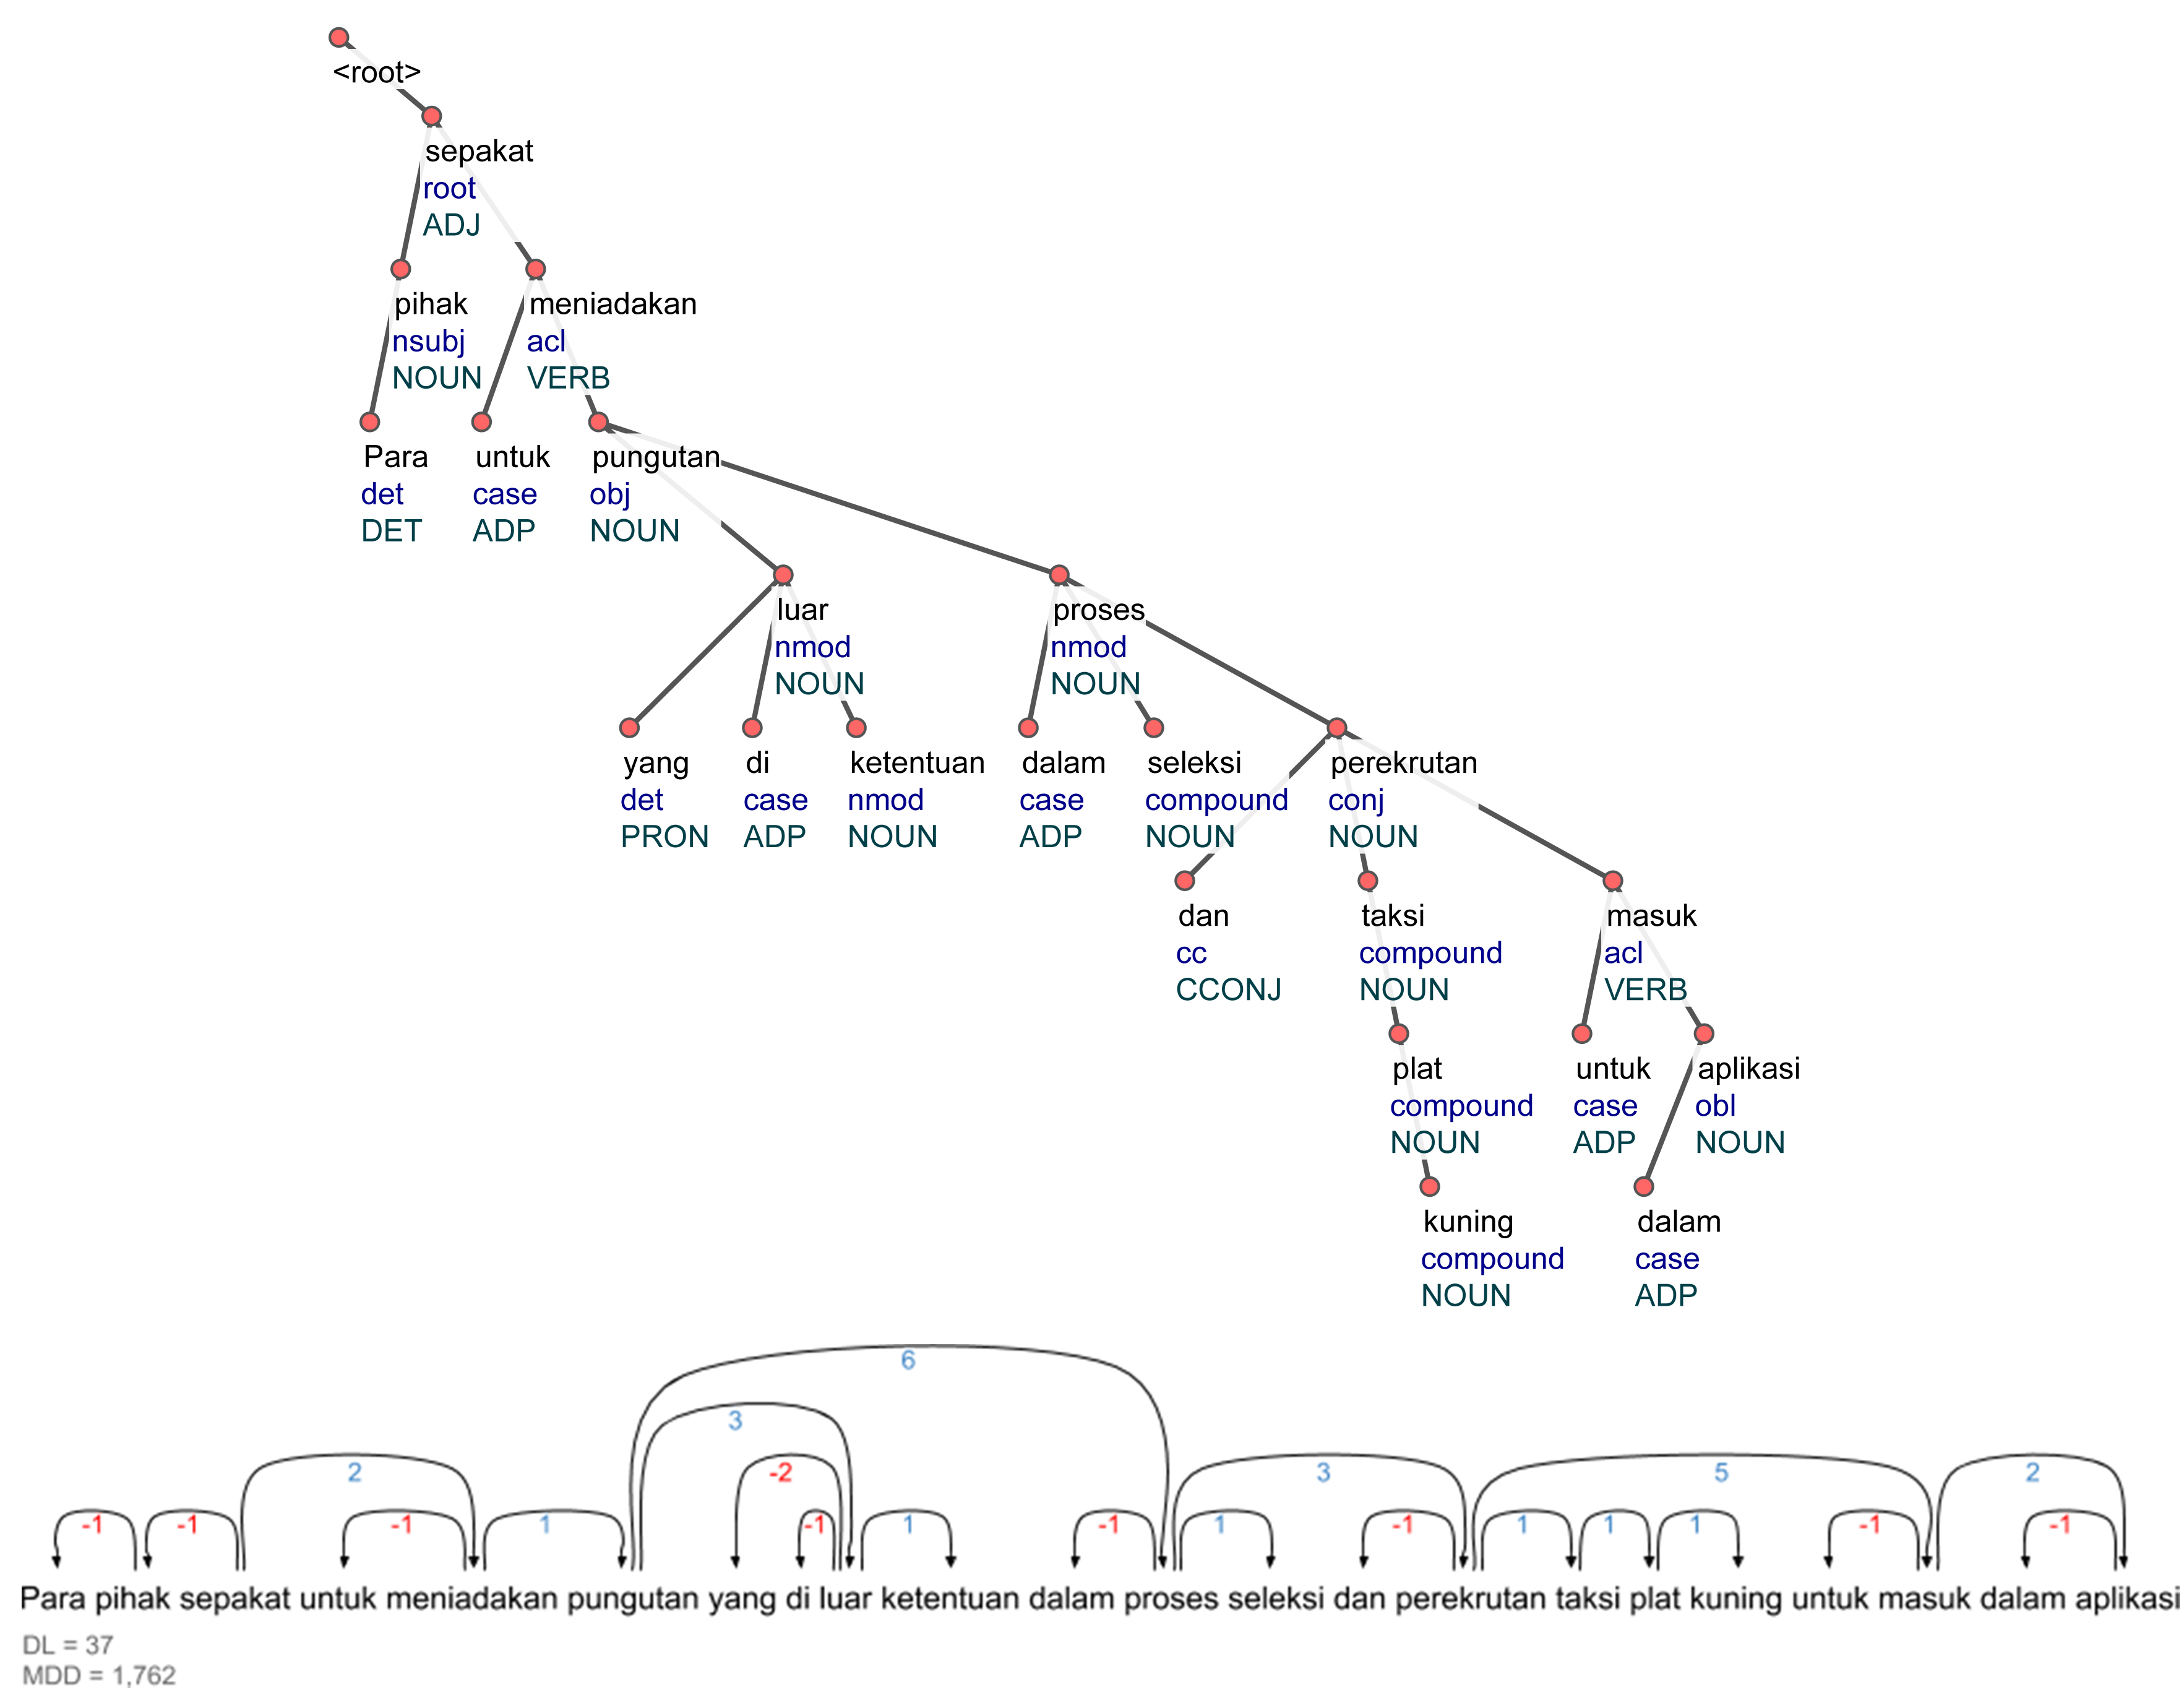 <root>
sepakat
root
ADJ
pihak meniadakan
nsubj acl
NOUN VERB
Para untuk pungutan
det case obj
DET ADP NOUN
luar proses
nmod nmod
NOUN NOUN
yang di ketentuan dalam seleksi perekrutan
det case nmod case compound conj
PRON ADP NOUN ADP NOUN NOUN
dan taksi masuk
cc compound acl
CCONJ NOUN VERB
plat untuk aplikasi
compound case obl
NOUN ADP NOUN
kuning dalam
compound case
NOUN ADP
6
3
2 -2 3 5 2
-1 -1 -1 1 -1 1 -1 1 -1 1 1 1 -1 -1
Para pihak sepakat untuk meniadakan pungutan yang di luar ketentuan dalam proses seleksi dan perekrutan taksi plat kuning untuk masuk dalam aplikasi
DL = 37
MDD = 1,762